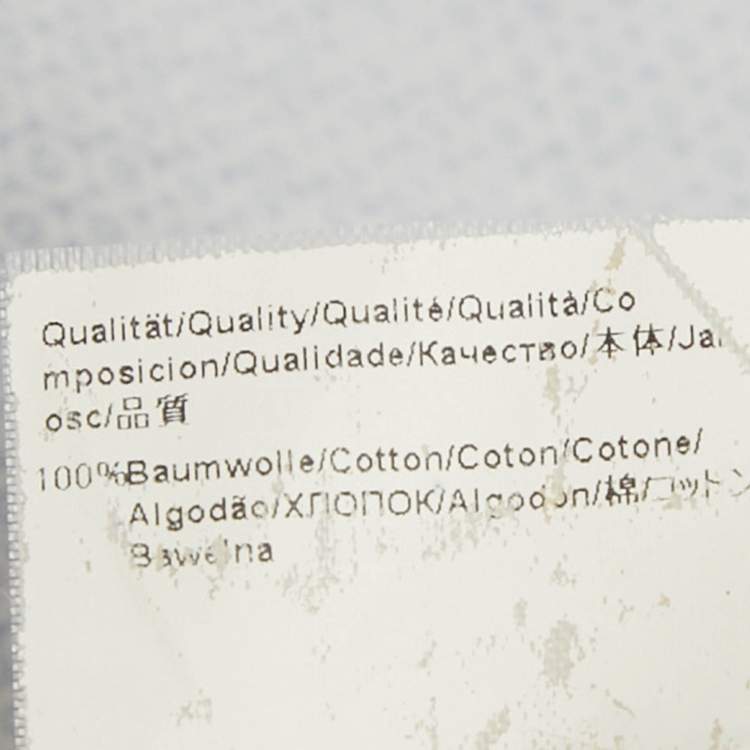 Qualität/Quality/Qualité/Qualità/Co
mposicion/Qualidade/Качество/本体/Ja
osc/品質
100%Baumwolle/Cotton/Coton/Cotone/
Algodão/ХЛОПОК/Algodon/棉/コットン
Bawełna